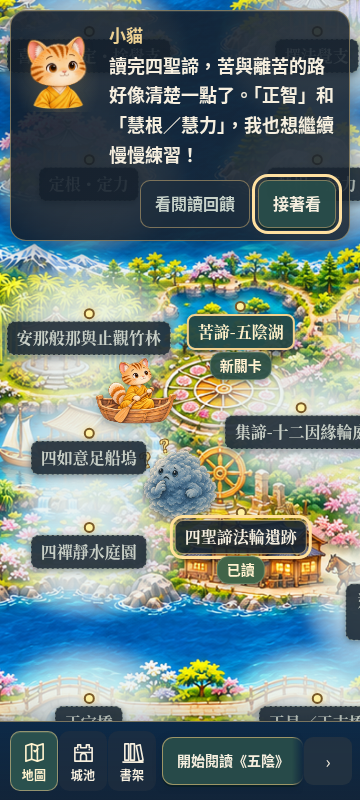 小貓
讀完四聖諦，苦與離苦的路
好像清楚一點了。「正智」和
「慧根／慧力」，我也想繼續
慢慢練習！
定根·定力
看閱讀回饋
接著看
安那般那與止觀竹林
苦諦-五陰湖
新關卡
集諦-十二因緣輪
四如意足船塢
四聖諦法輪遺跡
四禪靜水庭園
已讀
地圖
城池
書架
開始閱讀《五陰》
›